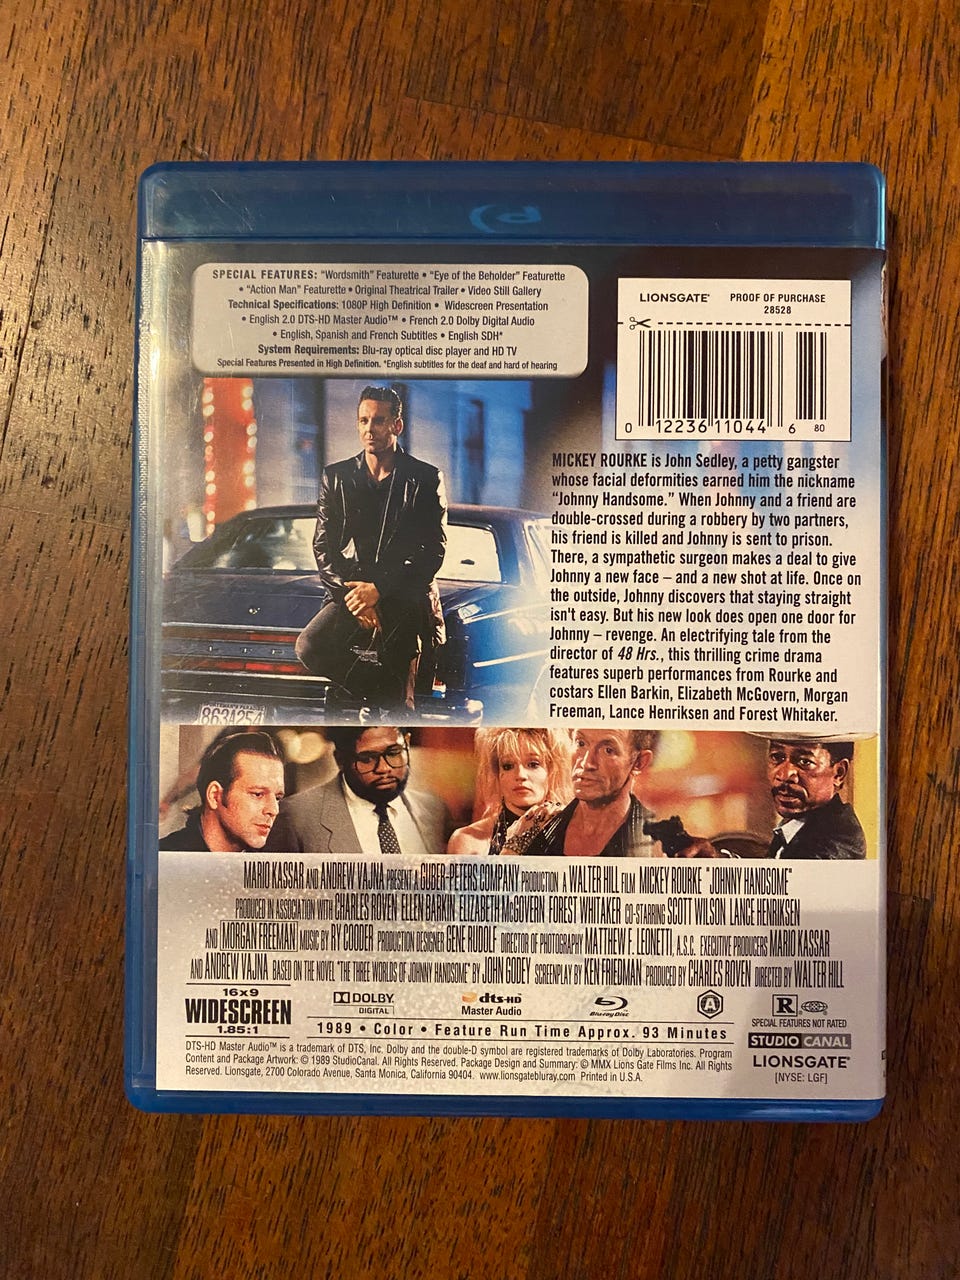 SPECIAL FEATURES: "Wordsmith" Featurette • "Eye of the Beholder" Featurette
• "Action Man" Featurette • Original Theatrical Trailer • Video Still Gallery
Technical Specifications: 1080P High Definition • Widescreen Presentation
• English 2.0 DTS-HD Master Audio™ • French 2.0 Dolby Digital Audio
• English, Spanish and French Subtitles • English SDH*
System Requirements: Blu-ray optical disc player and HD TV
Special Features Presented in High Definition. *English subtitles for the deaf and hard of hearing
LIONSGATE® PROOF OF PURCHASE
28528
0 12236 11044 6 80
MICKEY ROURKE is John Sedley, a petty gangster
whose facial deformities earned him the nickname
"Johnny Handsome." When Johnny and a friend are
double-crossed during a robbery by two partners,
his friend is killed and Johnny is sent to prison.
There, a sympathetic surgeon makes a deal to give
Johnny a new face – and a new shot at life. Once on
the outside, Johnny discovers that staying straight
isn't easy. But his new look does open one door for
Johnny – revenge. An electrifying tale from the
director of 48 Hrs., this thrilling crime drama
features superb performances from Rourke and
costars Ellen Barkin, Elizabeth McGovern, Morgan
Freeman, Lance Henriksen and Forest Whitaker.
863A254
MARIO KASSAR AND ANDREW VAJNA PRESENT A GUBER-PETERS COMPANY PRODUCTION A WALTER HILL FILM MICKEY ROURKE "JOHNNY HANDSOME"
PRODUCED IN ASSOCIATION WITH CHARLES ROVEN ELLEN BARKIN ELIZABETH McGOVERN FOREST WHITAKER CO-STARRING SCOTT WILSON LANCE HENRIKSEN
AND MORGAN FREEMAN MUSIC BY RY COODER PRODUCTION DESIGNER GENE RUDOLF DIRECTOR OF PHOTOGRAPHY MATTHEW F. LEONETTI, A.S.C. EXECUTIVE PRODUCERS MARIO KASSAR
AND ANDREW VAJNA BASED ON THE NOVEL "THE THREE WORLDS OF JOHNNY HANDSOME" BY JOHN GODEY SCREENPLAY BY KEN FRIEDMAN PRODUCED BY CHARLES ROVEN DIRECTED BY WALTER HILL
16x9
WIDESCREEN
1.85:1
DOLBY
DIGITAL
dts-HD
Master Audio
Blu-ray Disc
R
SPECIAL FEATURES NOT RATED
1989 • Color • Feature Run Time Approx. 93 Minutes
STUDIO CANAL
LIONSGATE®
[NYSE: LGF]
DTS-HD Master Audio™ is a trademark of DTS, Inc. Dolby and the double-D symbol are registered trademarks of Dolby Laboratories. Program
Content and Package Artwork: © 1989 StudioCanal. All Rights Reserved. Package Design and Summary: © MMX Lions Gate Films Inc. All Rights
Reserved. Lionsgate, 2700 Colorado Avenue, Santa Monica, California 90404. www.lionsgatebluray.com Printed in U.S.A.